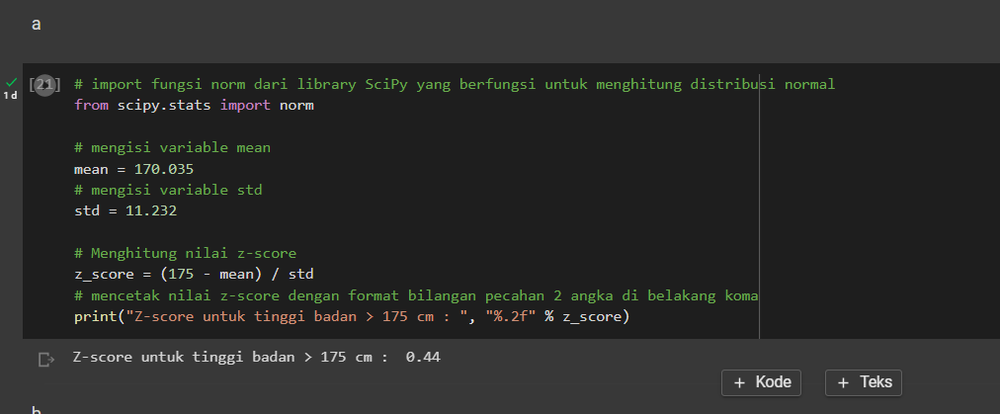 a
[21] # import fungsi norm dari library SciPy yang berfungsi untuk menghitung distribusi normal
1 d from scipy.stats import norm
# mengisi variable mean
mean = 170.035
# mengisi variable std
std = 11.232
# Menghitung nilai z-score
z_score = (175 - mean) / std
# mencetak nilai z-score dengan format bilangan pecahan 2 angka di belakang koma
print("Z-score untuk tinggi badan > 175 cm : ", "%.2f" % z_score)
Z-score untuk tinggi badan > 175 cm :  0.44
+ Kode + Teks